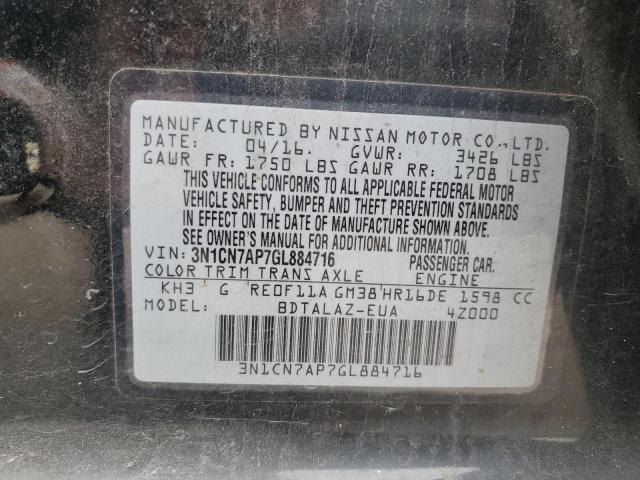 MANUFACTURED BY NISSAN MOTOR CO.,LTD.
DATE: 04/16. GVWR: 3426 LBS
GAWR FR: 1750 LBS GAWR RR: 1708 LBS
THIS VEHICLE CONFORMS TO ALL APPLICABLE FEDERAL MOTOR
VEHICLE SAFETY, BUMPER AND THEFT PREVENTION STANDARDS
IN EFFECT ON THE DATE OF MANUFACTURE SHOWN ABOVE.
SEE OWNER'S MANUAL FOR ADDITIONAL INFORMATION.
VIN: 3N1CN7AP7GL884716 PASSENGER CAR.
COLOR TRIM TRANS AXLE ENGINE
KH3 G RE0F11A GM38 HR16DE 1598 CC
MODEL: BDTALAZ-EUA 4Z000
3N1CN7AP7GL884716